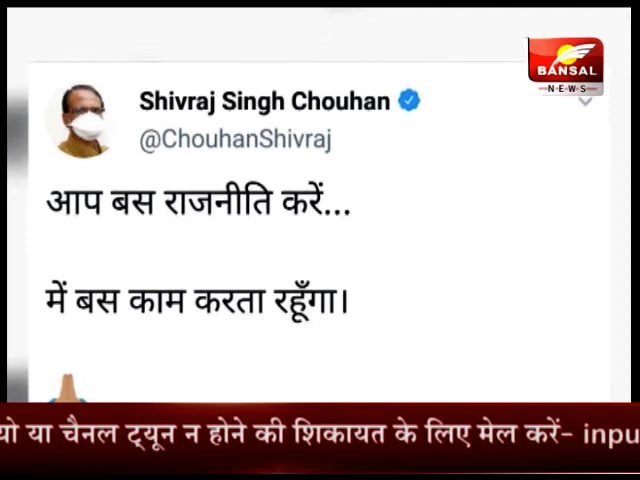 BANSAL
NEWS
Shivraj Singh Chouhan
@ChouhanShivraj
आप बस राजनीति करें...
में बस काम करता रहूँगा।
या चैनल ट्यून न होने की शिकायत के लिए मेल करें- inpu